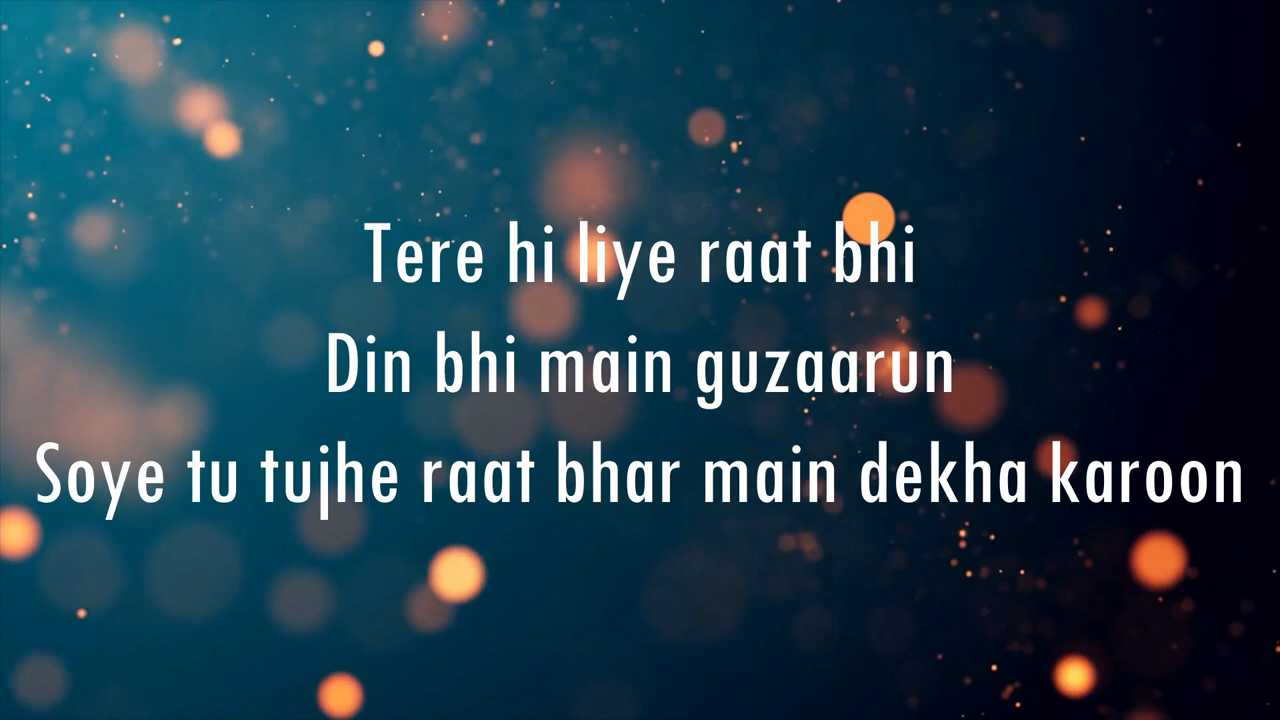 Tere hi liye raat bhi
Din bhi main guzaarun
Soye tu tujhe raat bhar main dekha karoon